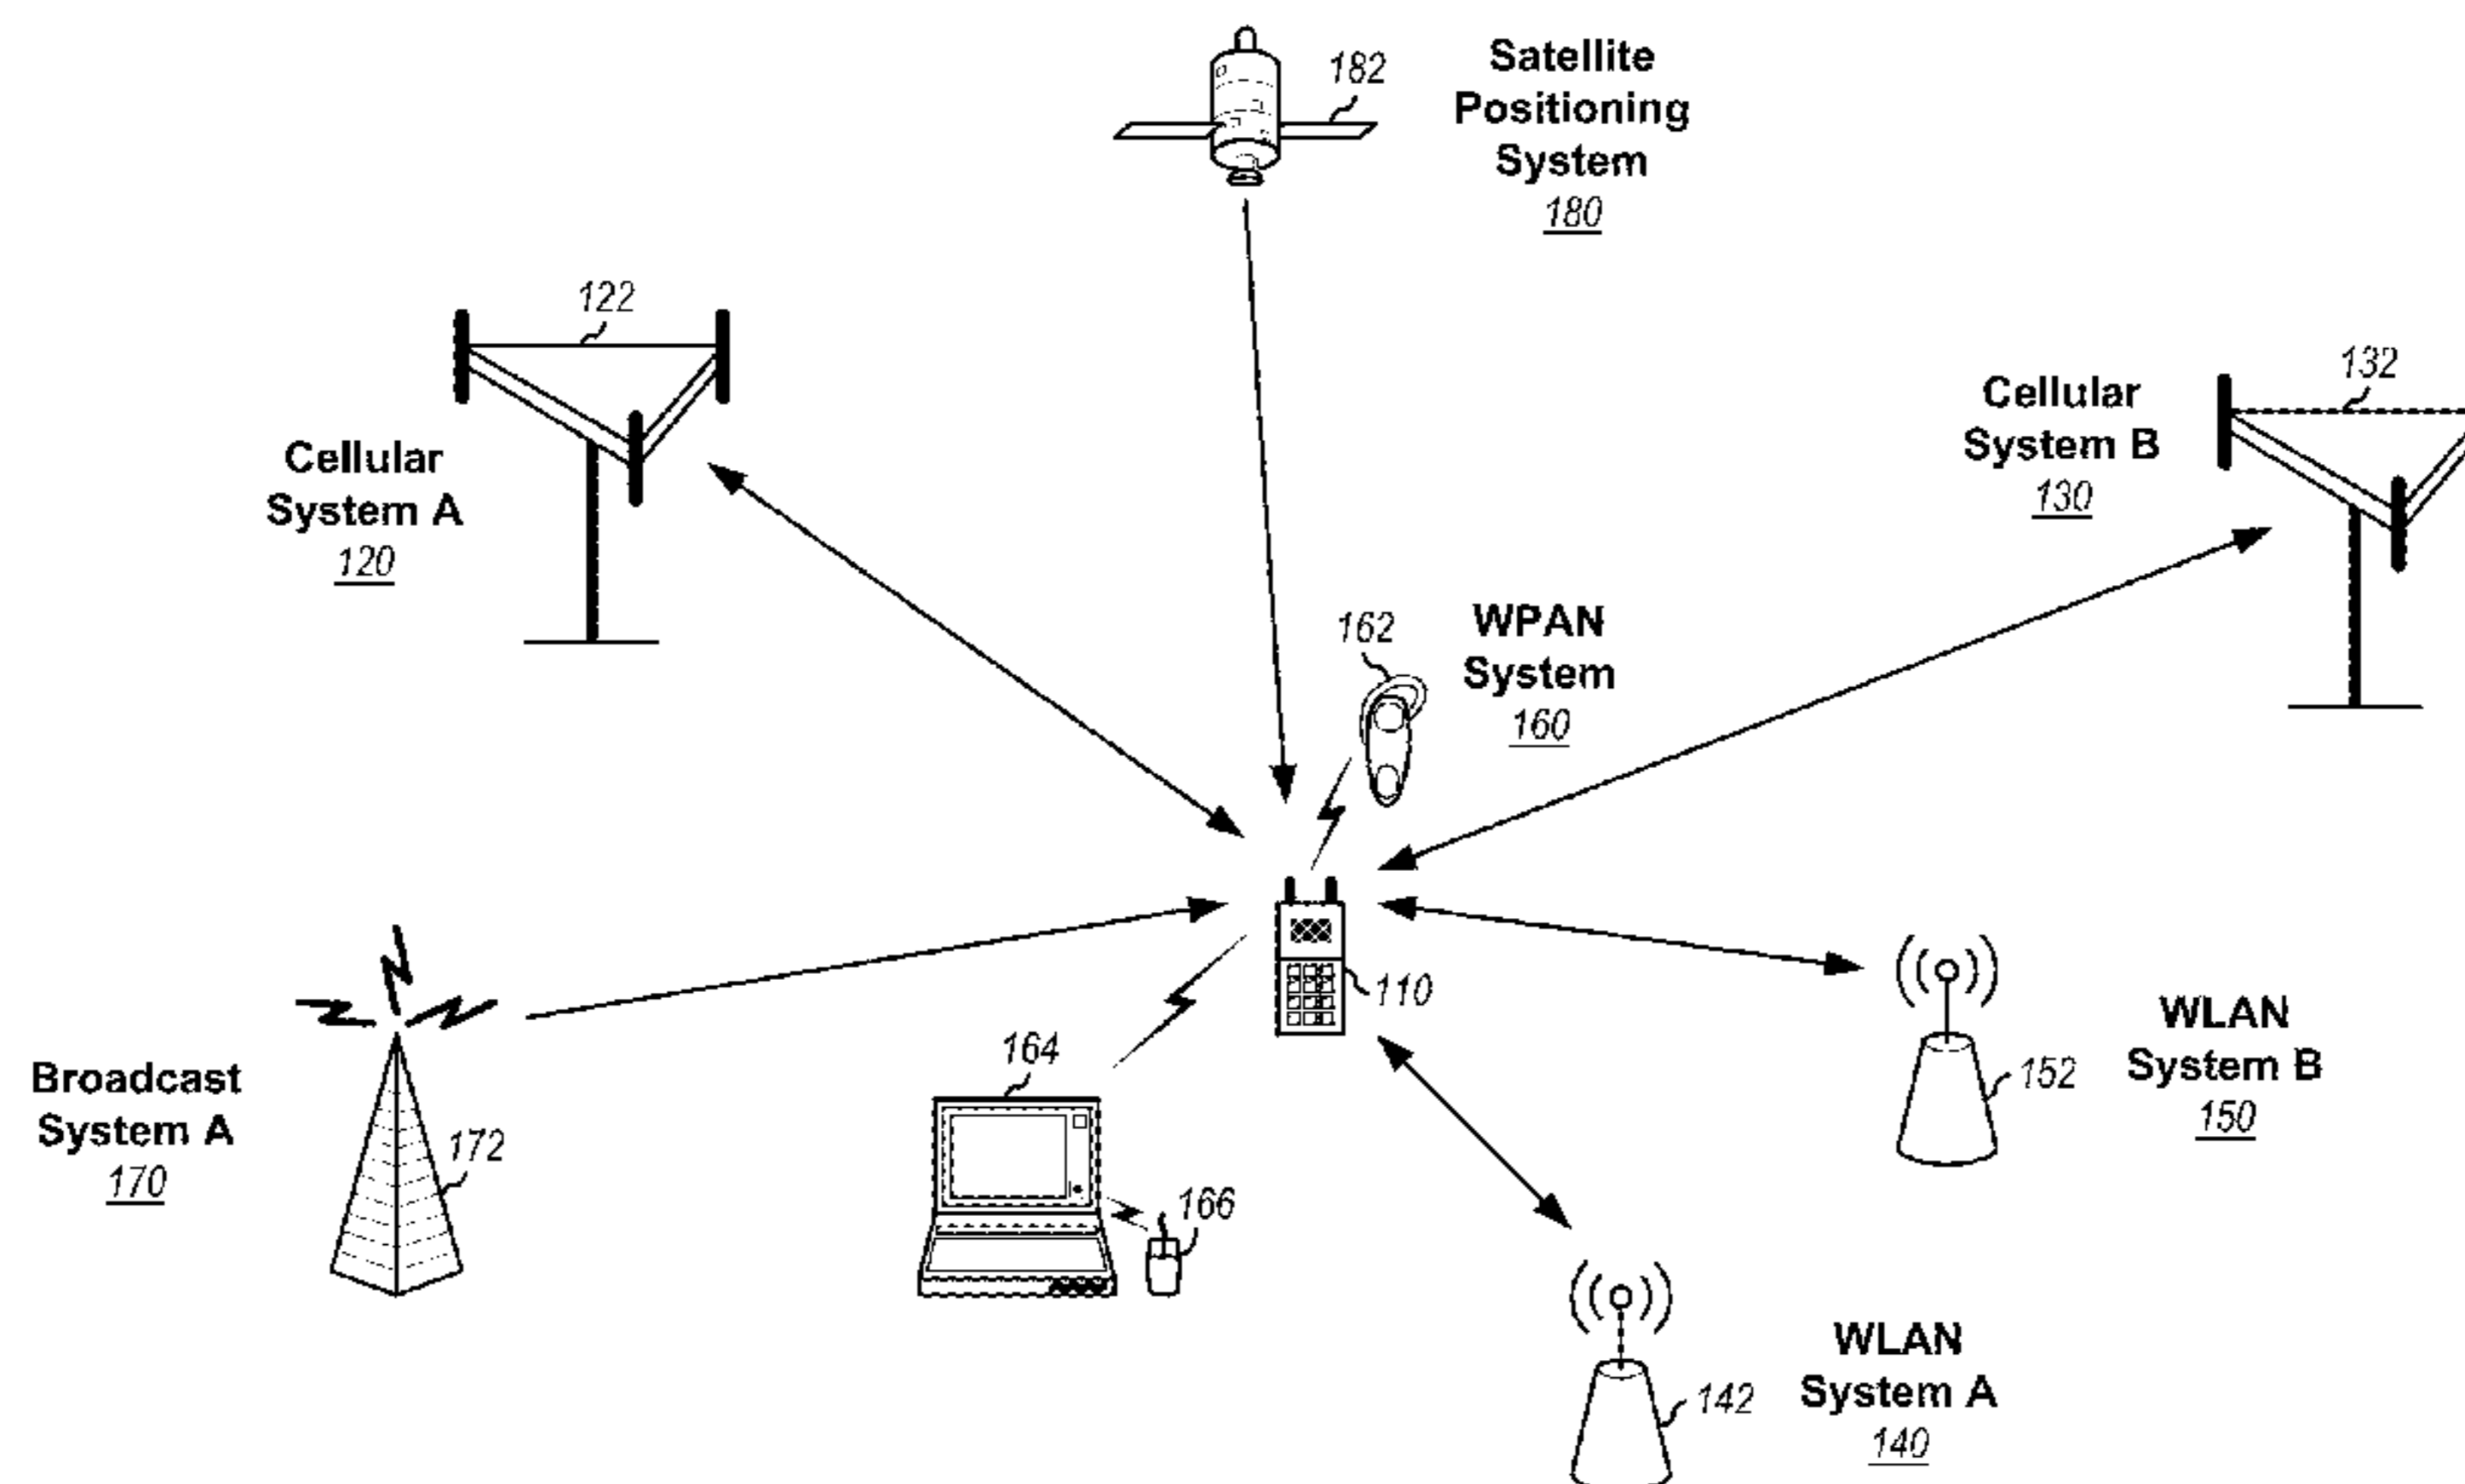 182
Satellite
Positioning
System
180
122
Cellular
System A
120
132
Cellular
System B
130
162
WPAN
System
160
110
164
166
Broadcast
System A
170
172
152
WLAN
System B
150
142
WLAN
System A
140